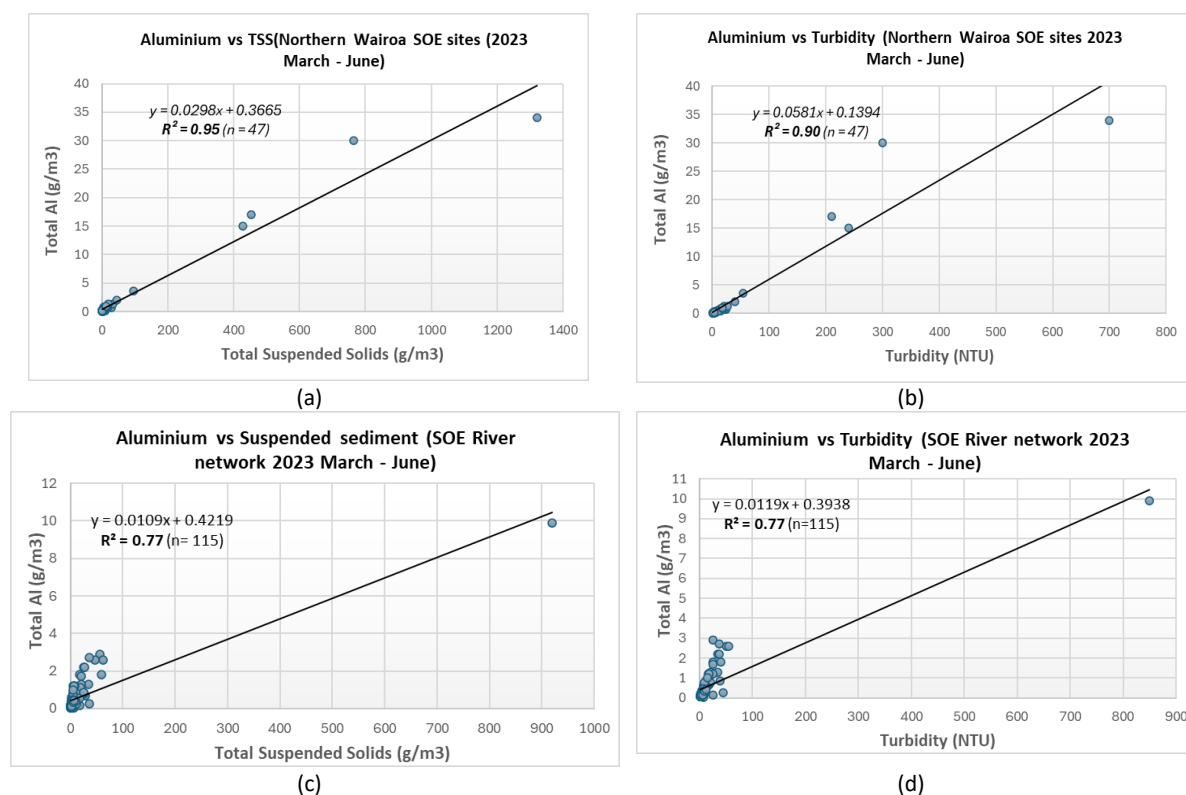 Aluminium vs TSS(Northern Wairoa SOE sites (2023
March - June)
y = 0.0298x + 0.3665
R² = 0.95 (n = 47)
Total Al (g/m3)
40
35
30
25
20
15
10
5
0
0 200 400 600 800 1000 1200 1400
Total Suspended Solids (g/m3)
(a)
Aluminium vs Turbidity (Northern Wairoa SOE sites 2023
March - June)
y = 0.0581x + 0.1394
R² = 0.90 (n = 47)
Total Al (g/m3)
40
35
30
25
20
15
10
5
0
0 100 200 300 400 500 600 700 800
Turbidity (NTU)
(b)
Aluminium vs Suspended sediment (SOE River
network 2023 March - June)
y = 0.0109x + 0.4219
R² = 0.77 (n= 115)
Total Al (g/m3)
12
10
8
6
4
2
0
0 100 200 300 400 500 600 700 800 900 1000
Total Suspended Solids (g/m3)
(c)
Aluminium vs Turbidity (SOE River network 2023
March - June)
y = 0.0119x + 0.3938
R² = 0.77 (n=115)
Total Al (g/m3)
11
10
9
8
7
6
5
4
3
2
1
0
0 100 200 300 400 500 600 700 800 900
Turbidity (NTU)
(d)